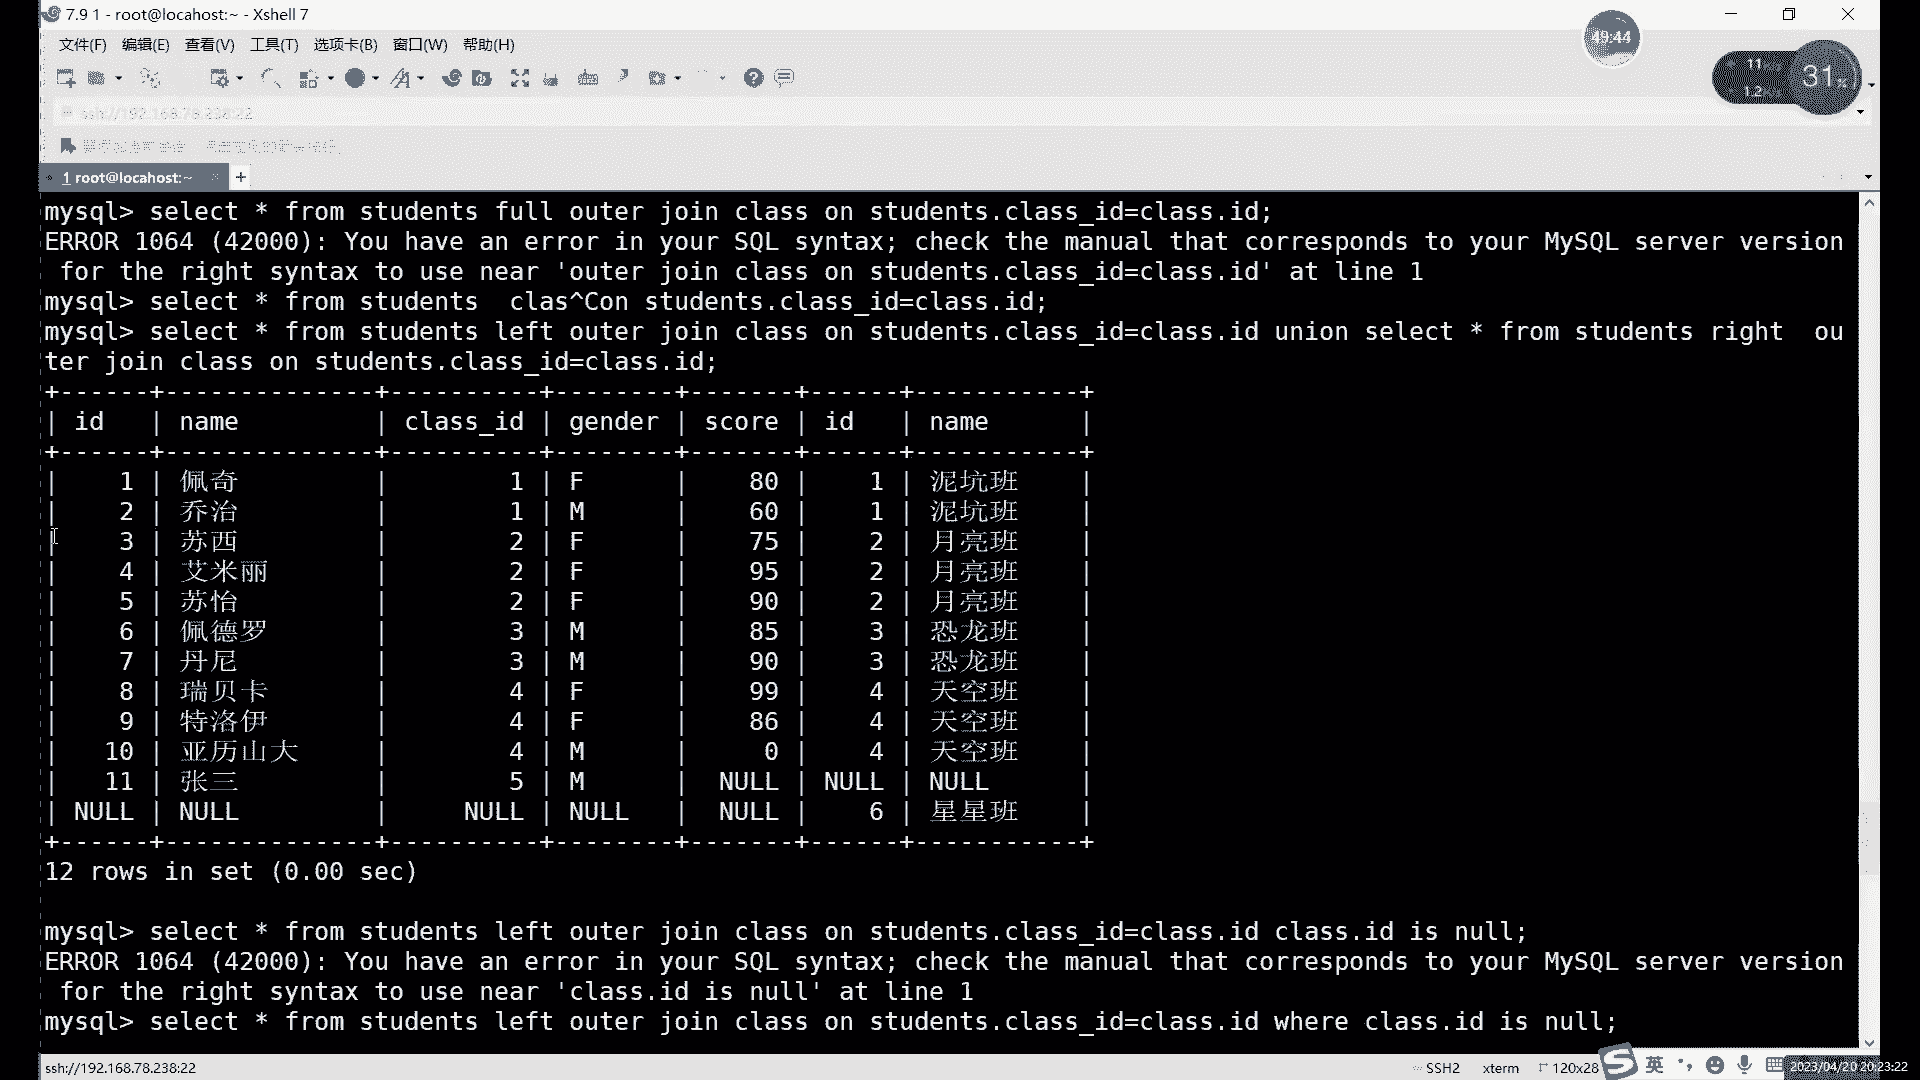 7.9 1 - root@locahost:~ - Xshell 7
文件(F) 编辑(E) 查看(V) 工具(T) 选项卡(B) 窗口(W) 帮助(H)
49:44
11
1.2
31%
ssh://192.168.78.238:22
1 root@locahost:~
mysql> select * from students full outer join class on students.class_id=class.id;
ERROR 1064 (42000): You have an error in your SQL syntax; check the manual that corresponds to your MySQL server version
 for the right syntax to use near 'outer join class on students.class_id=class.id' at line 1
mysql> select * from students  clas^Con students.class_id=class.id;
mysql> select * from students left outer join class on students.class_id=class.id union select * from students right  ou
ter join class on students.class_id=class.id;
+------+--------------+----------+--------+-------+------+-----------+
| id   | name         | class_id | gender | score | id   | name      |
+------+--------------+----------+--------+-------+------+-----------+
|    1 | 佩奇         |        1 | F      |    80 |    1 | 泥坑班    |
|    2 | 乔治         |        1 | M      |    60 |    1 | 泥坑班    |
|    3 | 苏西         |        2 | F      |    75 |    2 | 月亮班    |
|    4 | 艾米丽       |        2 | F      |    95 |    2 | 月亮班    |
|    5 | 苏怡         |        2 | F      |    90 |    2 | 月亮班    |
|    6 | 佩德罗       |        3 | M      |    85 |    3 | 恐龙班    |
|    7 | 丹尼         |        3 | M      |    90 |    3 | 恐龙班    |
|    8 | 瑞贝卡       |        4 | F      |    99 |    4 | 天空班    |
|    9 | 特洛伊       |        4 | F      |    86 |    4 | 天空班    |
|   10 | 亚历山大     |        4 | M      |     0 |    4 | 天空班    |
|   11 | 张三         |        5 | M      |  NULL | NULL | NULL      |
| NULL | NULL         |     NULL | NULL   |  NULL |    6 | 星星班    |
+------+--------------+----------+--------+-------+------+-----------+
12 rows in set (0.00 sec)
mysql> select * from students left outer join class on students.class_id=class.id class.id is null;
ERROR 1064 (42000): You have an error in your SQL syntax; check the manual that corresponds to your MySQL server version
 for the right syntax to use near 'class.id is null' at line 1
mysql> select * from students left outer join class on students.class_id=class.id where class.id is null;
ssh://192.168.78.238:22 SSH2 xterm 120x28 英 2023/04/20 20:23:22